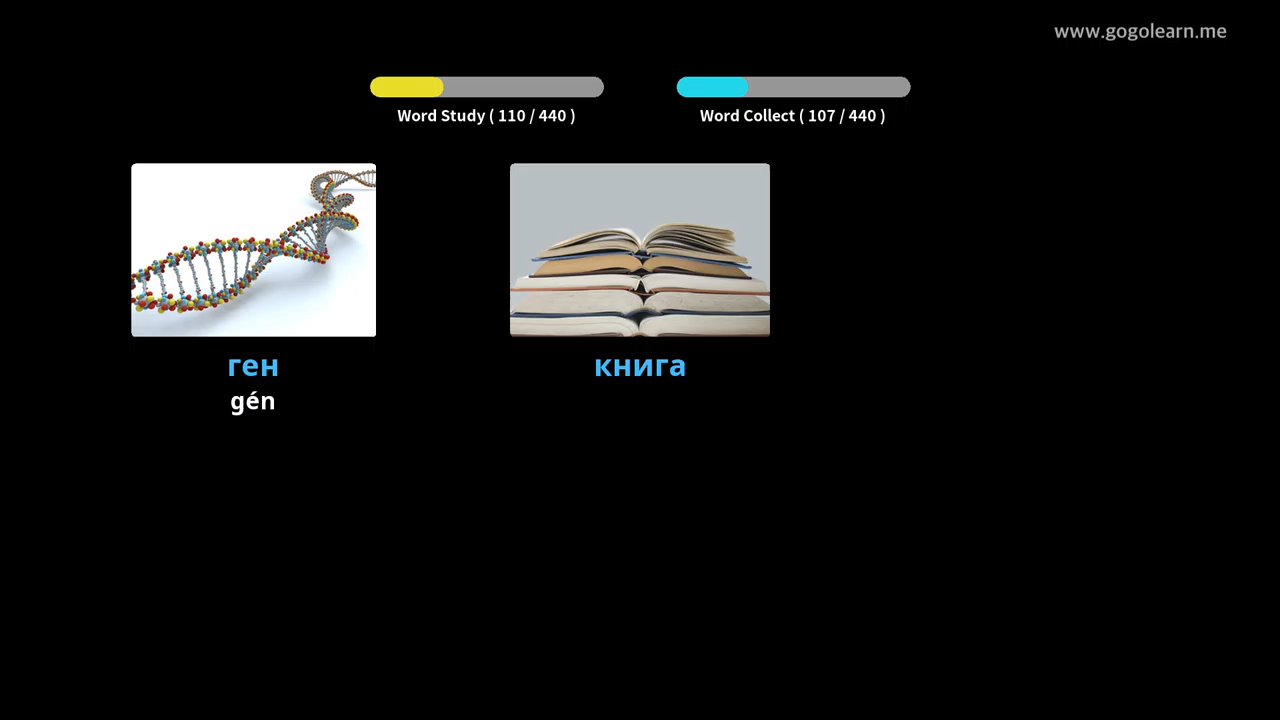 www.gogolearn.me
Word Study ( 110 / 440 )
Word Collect ( 107 / 440 )
ген
gén
книга